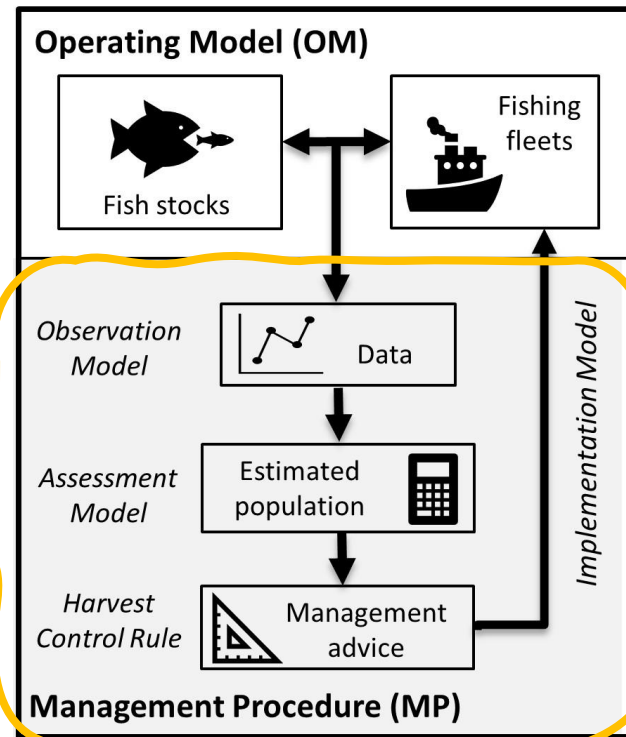 Operating Model (OM)
Fish stocks
Fishing
fleets
Observation
Model
Data
Assessment
Model
Estimated
population
Harvest
Control Rule
Management
advice
Implementation Model
Management Procedure (MP)